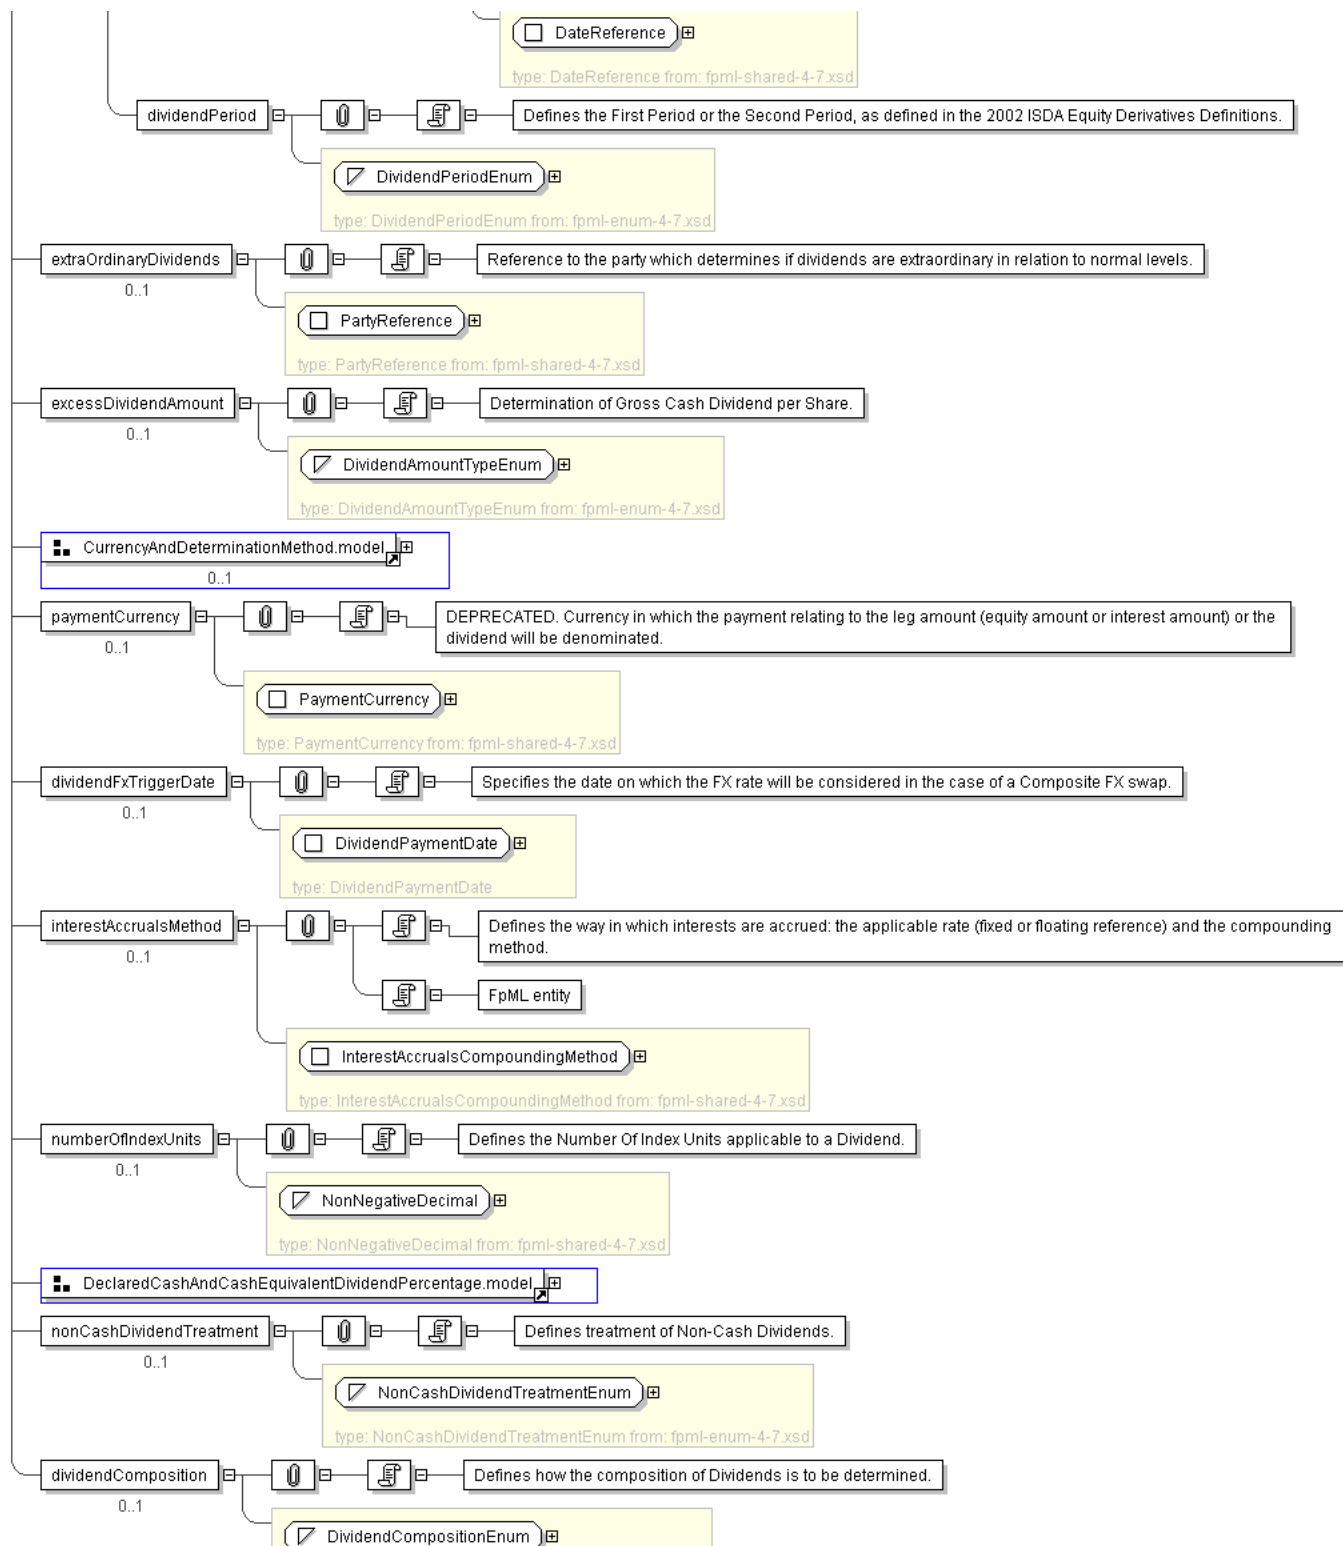 DateReference
type: DateReference from: fpml-shared-4-7.xsd
dividendPeriod
Defines the First Period or the Second Period, as defined in the 2002 ISDA Equity Derivatives Definitions.
DividendPeriodEnum
type: DividendPeriodEnum from: fpml-enum-4-7.xsd
extraOrdinaryDividends
Reference to the party which determines if dividends are extraordinary in relation to normal levels.
0..1
PartyReference
type: PartyReference from: fpml-shared-4-7.xsd
excessDividendAmount
Determination of Gross Cash Dividend per Share.
0..1
DividendAmountTypeEnum
type: DividendAmountTypeEnum from: fpml-enum-4-7.xsd
CurrencyAndDeterminationMethod.model
0..1
paymentCurrency
DEPRECATED. Currency in which the payment relating to the leg amount (equity amount or interest amount) or the
dividend will be denominated.
0..1
PaymentCurrency
type: PaymentCurrency from: fpml-shared-4-7.xsd
dividendFxTriggerDate
Specifies the date on which the FX rate will be considered in the case of a Composite FX swap.
0..1
DividendPaymentDate
type: DividendPaymentDate
interestAccrualsMethod
Defines the way in which interests are accrued: the applicable rate (fixed or floating reference) and the compounding
method.
0..1
FpML entity
InterestAccrualsCompoundingMethod
type: InterestAccrualsCompoundingMethod from: fpml-shared-4-7.xsd
numberOfIndexUnits
Defines the Number Of Index Units applicable to a Dividend.
0..1
NonNegativeDecimal
type: NonNegativeDecimal from: fpml-shared-4-7.xsd
DeclaredCashAndCashEquivalentDividendPercentage.model
nonCashDividendTreatment
Defines treatment of Non-Cash Dividends.
0..1
NonCashDividendTreatmentEnum
type: NonCashDividendTreatmentEnum from: fpml-enum-4-7.xsd
dividendComposition
Defines how the composition of Dividends is to be determined.
0..1
DividendCompositionEnum